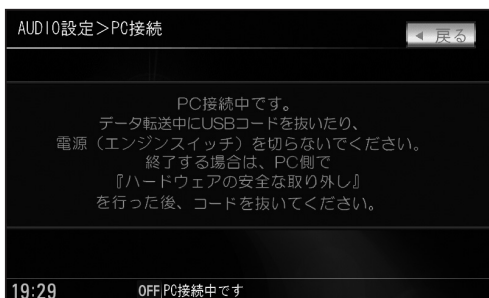 AUDIO設定>PC接続
◀ 戻る
PC接続中です。
データ転送中にUSBコードを抜いたり、
電源（エンジンスイッチ）を切らないでください。
終了する場合は、PC側で
『ハードウェアの安全な取り外し』
を行った後、コードを抜いてください。
19:29 OFF PC接続中です